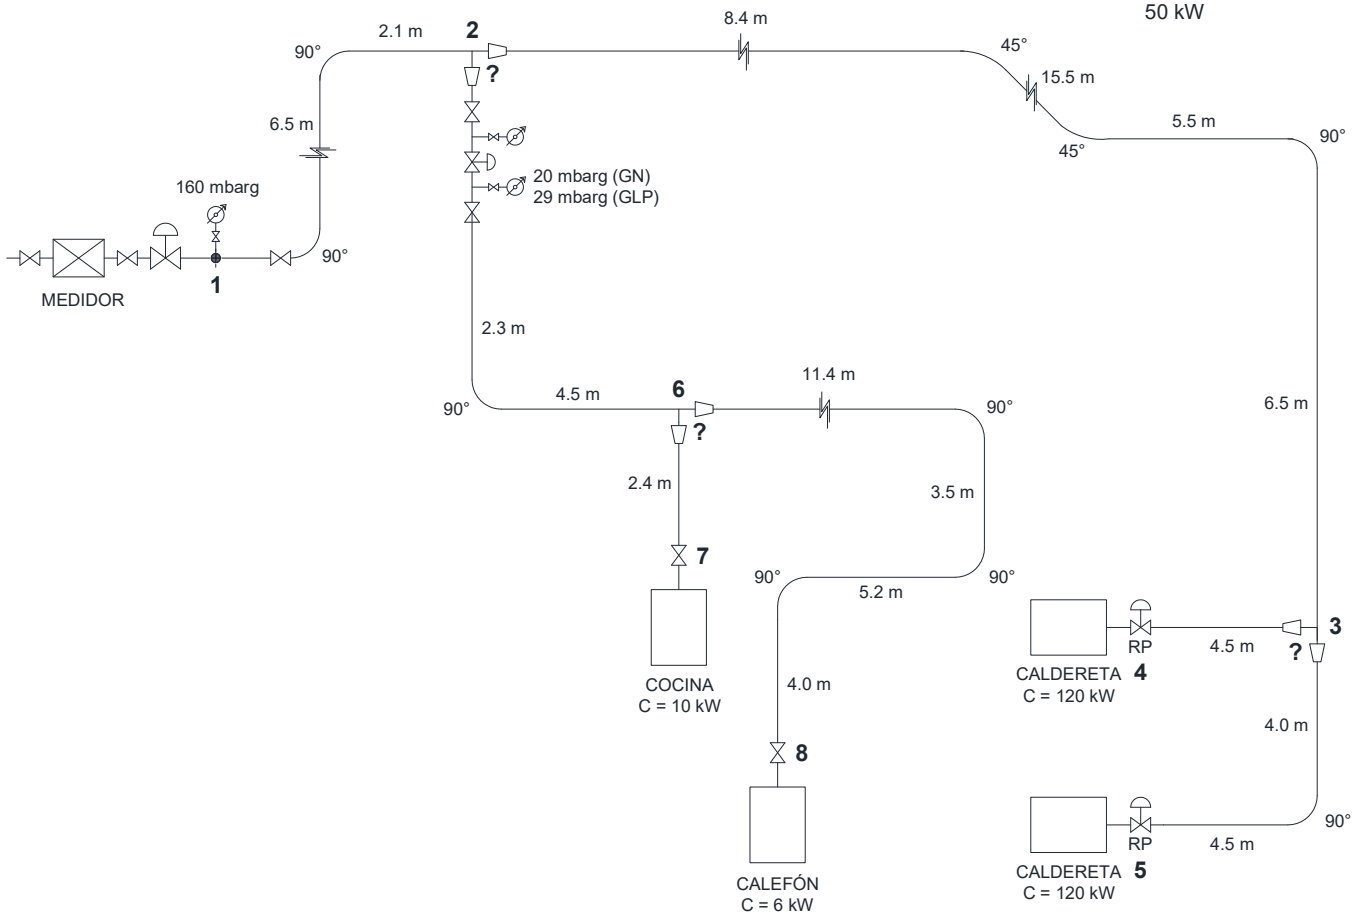 50 kW
8.4 m
2.1 m
2
90°
45°
?
15.5 m
6.5 m
5.5 m
90°
45°
20 mbarg (GN)
29 mbarg (GLP)
160 mbarg
90°
1
MEDIDOR
2.3 m
11.4 m
4.5 m
6
90°
90°
?
6.5 m
2.4 m
3.5 m
7
90°
90°
5.2 m
3
4.5 m
?
RP
CALDERETA
4
C = 120 kW
COCINA
C = 10 kW
4.0 m
4.0 m
8
90°
RP
4.5 m
CALDERETA
5
C = 120 kW
CALEFÓN
C = 6 kW